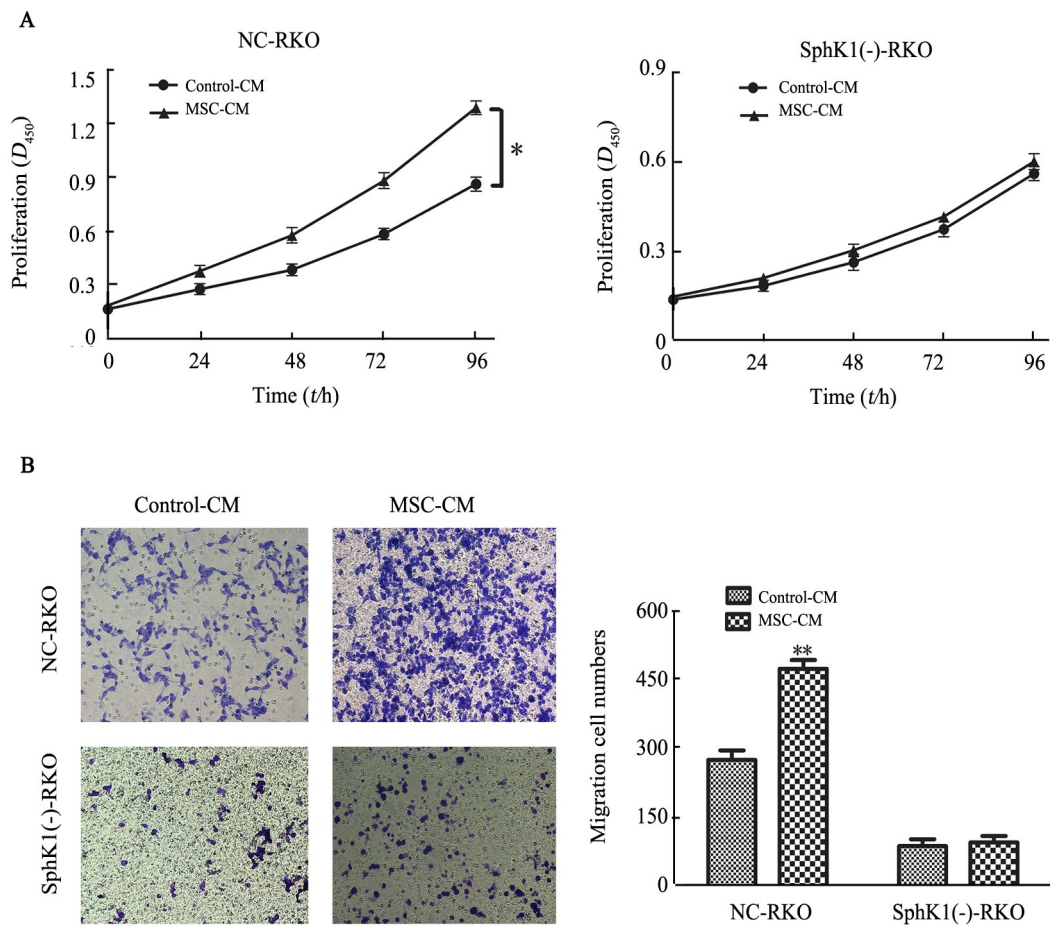 A
NC-RKO
Control-CM
MSC-CM
Proliferation (D450)
1.5
1.2
0.9
0.6
0.3
0
*
0 24 48 72 96
Time (t/h)
SphK1(-)-RKO
Control-CM
MSC-CM
Proliferation (D450)
0.9
0.6
0.3
0
0 24 48 72 96
Time (t/h)
B
Control-CM MSC-CM
NC-RKO
SphK1(-)-RKO
Control-CM
MSC-CM
Migration cell numbers
600
450
300
150
0
**
NC-RKO SphK1(-)-RKO